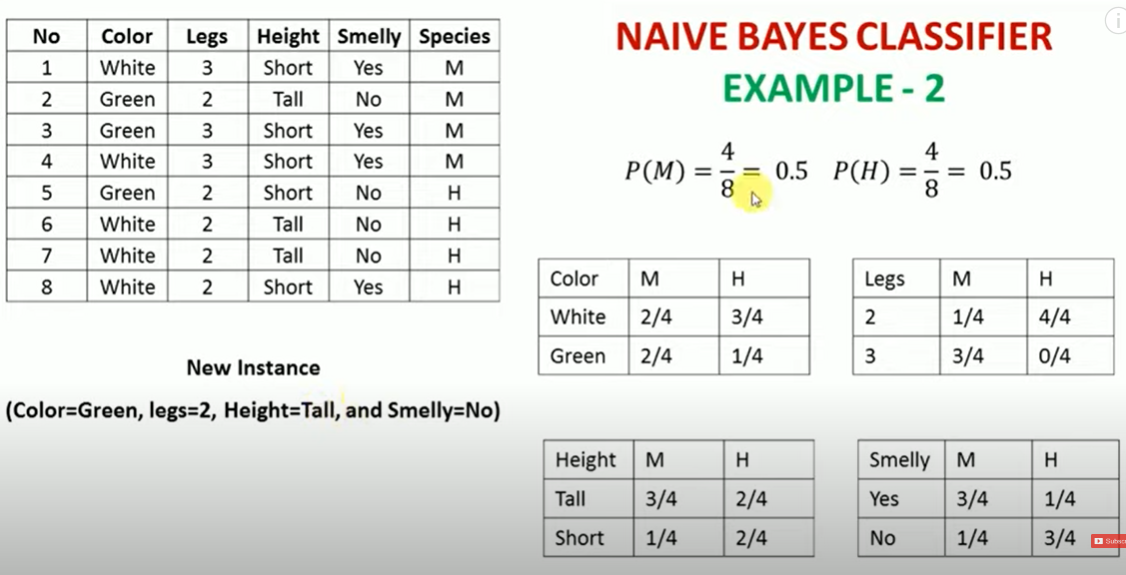 No Color Legs Height Smelly Species
1 White 3 Short Yes M
2 Green 2 Tall No M
3 Green 3 Short Yes M
4 White 3 Short Yes M
5 Green 2 Short No H
6 White 2 Tall No H
7 White 2 Tall No H
8 White 2 Short Yes H
New Instance
(Color=Green, legs=2, Height=Tall, and Smelly=No)
NAIVE BAYES CLASSIFIER
EXAMPLE - 2
P(M) = 4/8 = 0.5 P(H) = 4/8 = 0.5
Color M H
White 2/4 3/4
Green 2/4 1/4
Legs M H
2 1/4 4/4
3 3/4 0/4
Height M H
Tall 3/4 2/4
Short 1/4 2/4
Smelly M H
Yes 3/4 1/4
No 1/4 3/4